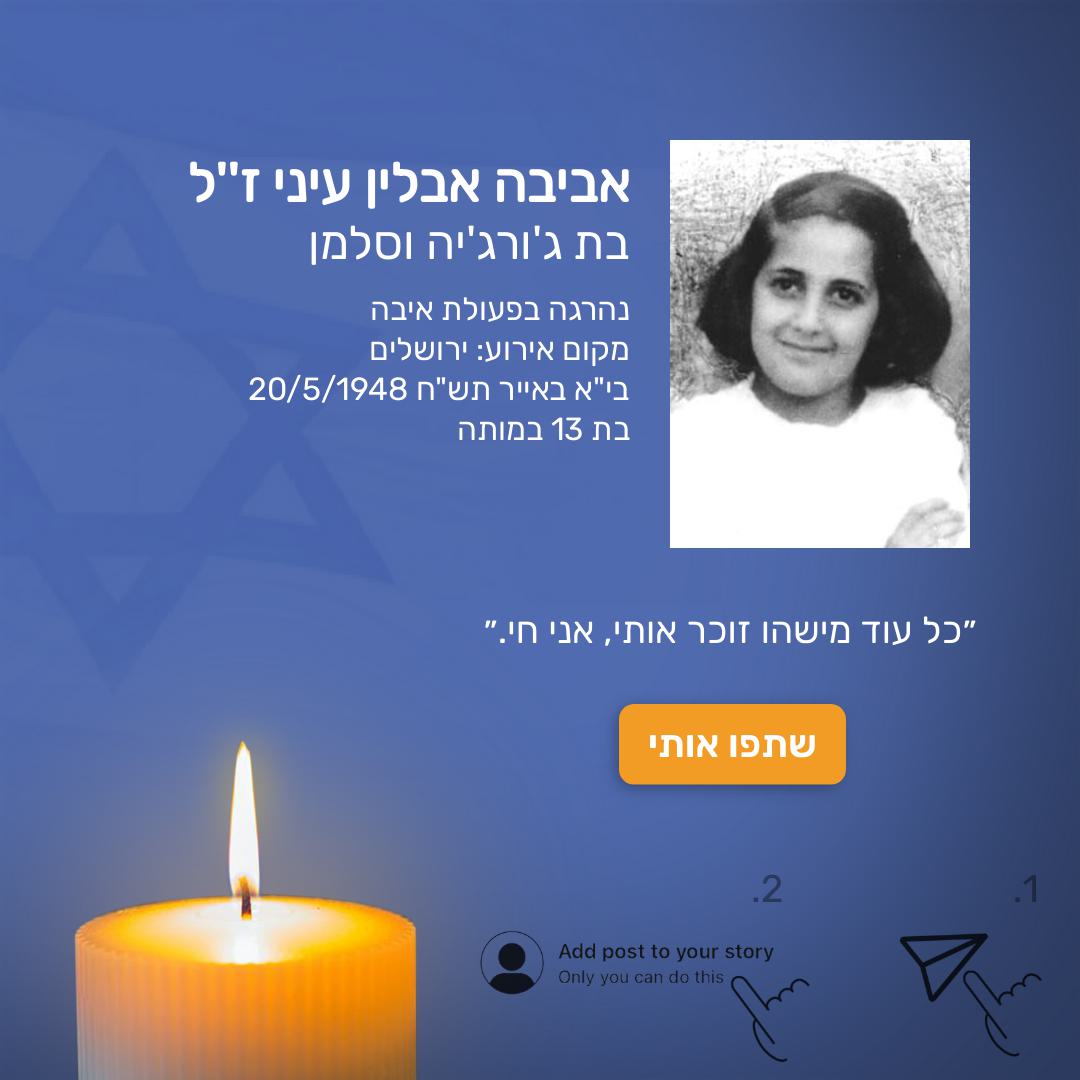 אביבה אבלין עיני ז"ל
בת ג'ורג'יה וסלמן
נהרגה בפעולת איבה
מקום אירוע: ירושלים
בי"א באייר תש"ח 20/5/1948
בת 13 במותה
״כל עוד מישהו זוכר אותי, אני חי.״
שתפו אותי
1.
2.
Add post to your story
Only you can do this